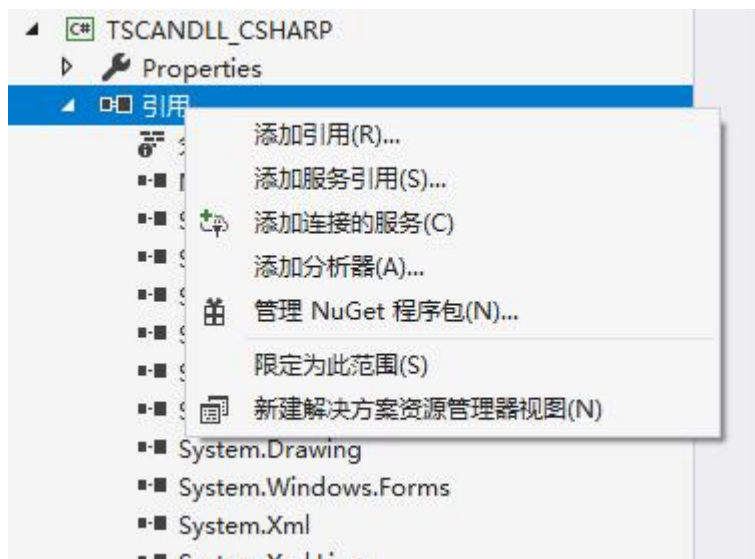 C# TSCANDLL_CSHARP
Properties
引用
添加引用(R)...
添加服务引用(S)...
添加连接的服务(C)
添加分析器(A)...
管理 NuGet 程序包(N)...
限定为此范围(S)
新建解决方案资源管理器视图(N)
System.Drawing
System.Windows.Forms
System.Xml